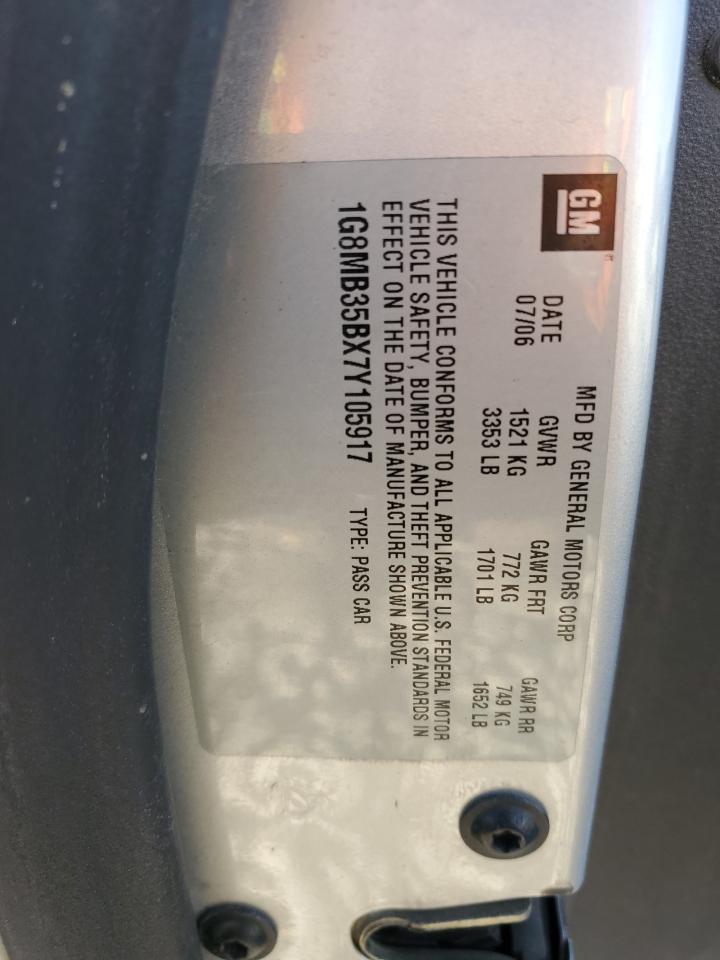 GM
MFD BY GENERAL MOTORS CORP
DATE GVWR GAWR FRT GAWR RR
07/06 1521 KG 772 KG 749 KG
3353 LB 1701 LB 1652 LB
THIS VEHICLE CONFORMS TO ALL APPLICABLE U.S. FEDERAL MOTOR
VEHICLE SAFETY, BUMPER, AND THEFT PREVENTION STANDARDS IN
EFFECT ON THE DATE OF MANUFACTURE SHOWN ABOVE.
1G8MB35BX7Y105917 TYPE: PASS CAR